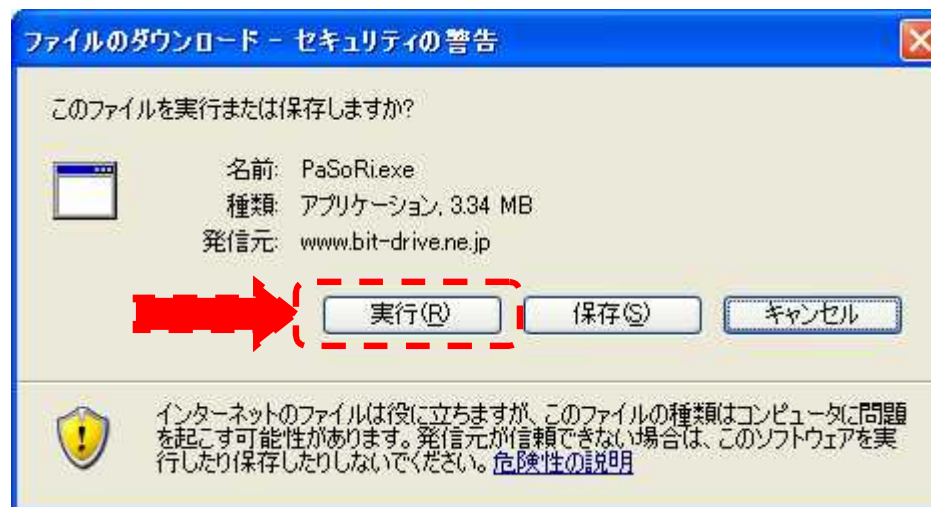 ファイルのダウンロード - セキュリティの警告
このファイルを実行または保存しますか?
名前: PaSoRi.exe
種類: アプリケーション, 3.34 MB
発信元: www.bit-drive.ne.jp
実行(R) 保存(S) キャンセル
インターネットのファイルは役に立ちますが、このファイルの種類はコンピュータに問題
を起こす可能性があります。発信元が信頼できない場合は、このソフトウェアを実
行したり保存したりしないでください。危険性の説明